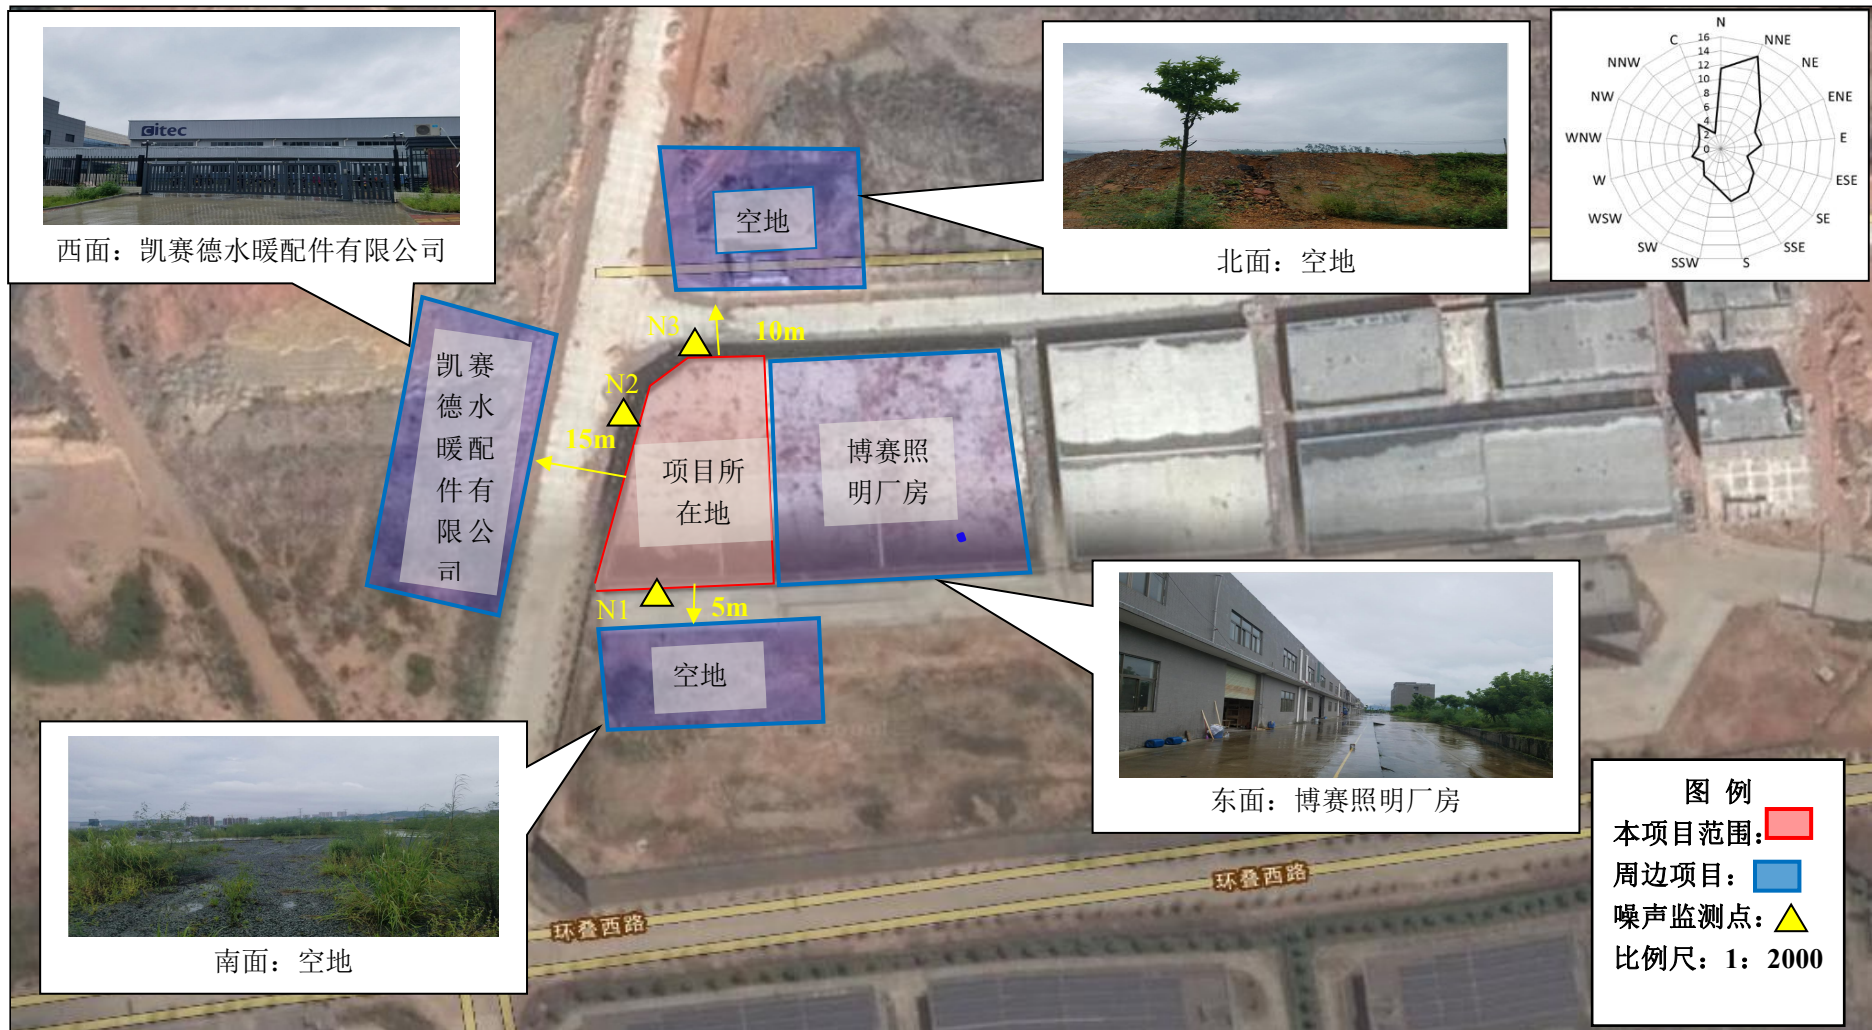 Citec
西面：凯赛德水暖配件有限公司
空地
北面：空地
N
NNE
NE
ENE
E
ESE
SE
SSE
S
SSW
SW
WSW
W
WNW
NW
NNW
C
16
14
12
10
8
6
4
2
0
N3
10m
N2
15m
凯赛
德水
暖配
件有
限公
司
项目所
在地
博赛照
明厂房
N1
5m
空地
南面：空地
东面：博赛照明厂房
环叠西路
环叠西路
图 例
本项目范围：
周边项目：
噪声监测点：
比例尺：1：2000